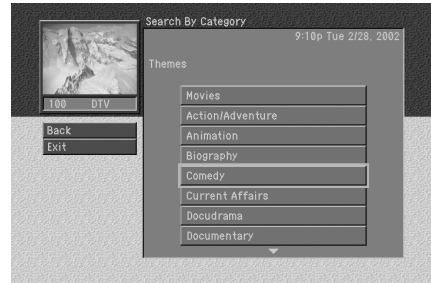 Search By Category
9:10p Tue 2/28, 2002
Themes
100 DTV
Back
Exit
Movies
Action/Adventure
Animation
Biography
Comedy
Current Affairs
Docudrama
Documentary